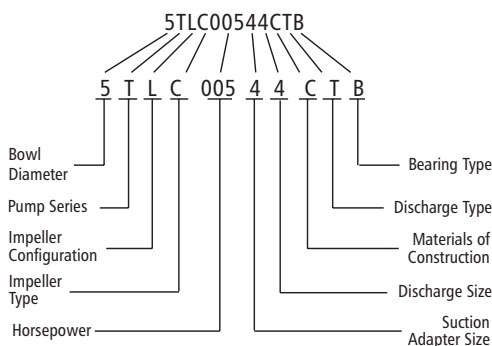 5TLC00544CTB
5 T L C 005 4 4 C T B
Bowl
Diameter
Pump Series
Impeller
Configuration
Impeller
Type
Horsepower
Bearing Type
Discharge Type
Materials of
Construction
Discharge Size
Suction
Adapter Size